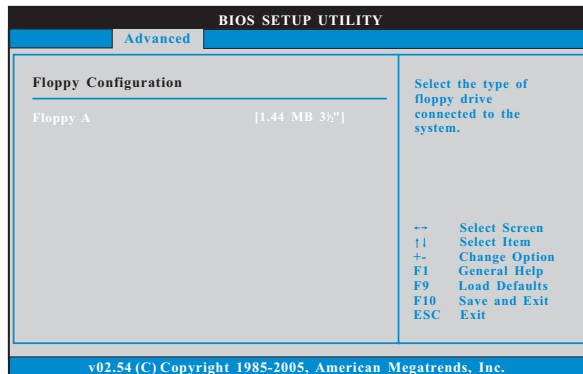 BIOS SETUP UTILITY
Advanced
Floppy Configuration
Floppy A [1.44 MB 3½"]
Select the type of
floppy drive
connected to the
system.
←→ Select Screen
↑↓ Select Item
+- Change Option
F1 General Help
F9 Load Defaults
F10 Save and Exit
ESC Exit
v02.54 (C) Copyright 1985-2005, American Megatrends, Inc.